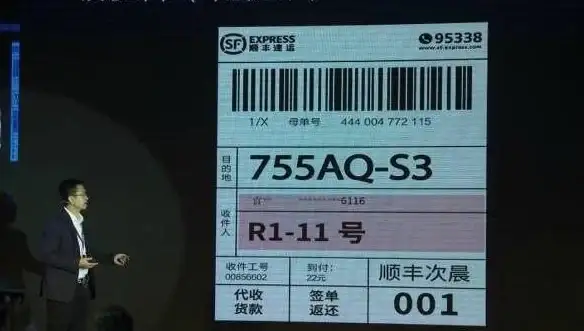 SF EXPRESS
顺丰速运
95338
www.sf-express.com
1/X 母单号 444 004 772 115
目的地
755AQ-S3
收件人
6116
R1-11 号
收件工号
00856602
到付:
22元
顺丰次晨
代收
货款
签单
返还
001